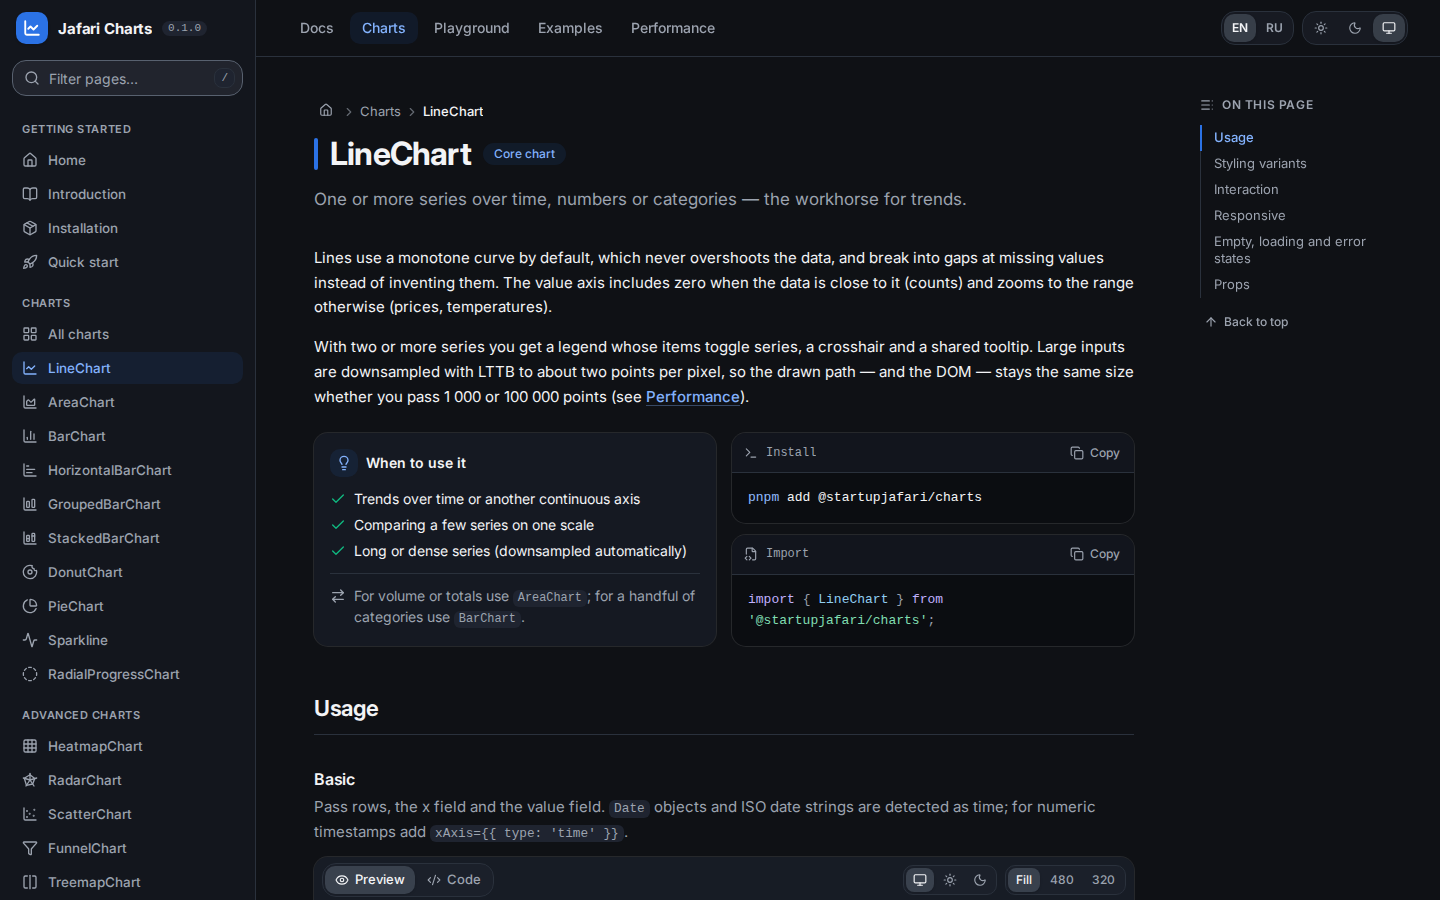 Jafari Charts 0.1.0
Docs Charts Playground Examples Performance
EN RU
Filter pages... /
GETTING STARTED
Home
Introduction
Installation
Quick start
CHARTS
All charts
LineChart
AreaChart
BarChart
HorizontalBarChart
GroupedBarChart
StackedBarChart
DonutChart
PieChart
Sparkline
RadialProgressChart
ADVANCED CHARTS
HeatmapChart
RadarChart
ScatterChart
FunnelChart
TreemapChart
Charts LineChart
LineChart Core chart
One or more series over time, numbers or categories — the workhorse for trends.
Lines use a monotone curve by default, which never overshoots the data, and break into gaps at missing values
instead of inventing them. The value axis includes zero when the data is close to it (counts) and zooms to the range
otherwise (prices, temperatures).
With two or more series you get a legend whose items toggle series, a crosshair and a shared tooltip. Large inputs
are downsampled with LTTB to about two points per pixel, so the drawn path — and the DOM — stays the same size
whether you pass 1 000 or 100 000 points (see Performance).
When to use it
Trends over time or another continuous axis
Comparing a few series on one scale
Long or dense series (downsampled automatically)
For volume or totals use AreaChart; for a handful of
categories use BarChart.
Install Copy
pnpm add @startupjafari/charts
Import Copy
import { LineChart } from
'@startupjafari/charts';
Usage
Basic
Pass rows, the x field and the value field. Date objects and ISO date strings are detected as time; for numeric
timestamps add xAxis={{ type: 'time' }}.
Preview Code
Fill 480 320
ON THIS PAGE
Usage
Styling variants
Interaction
Responsive
Empty, loading and error
states
Props
Back to top